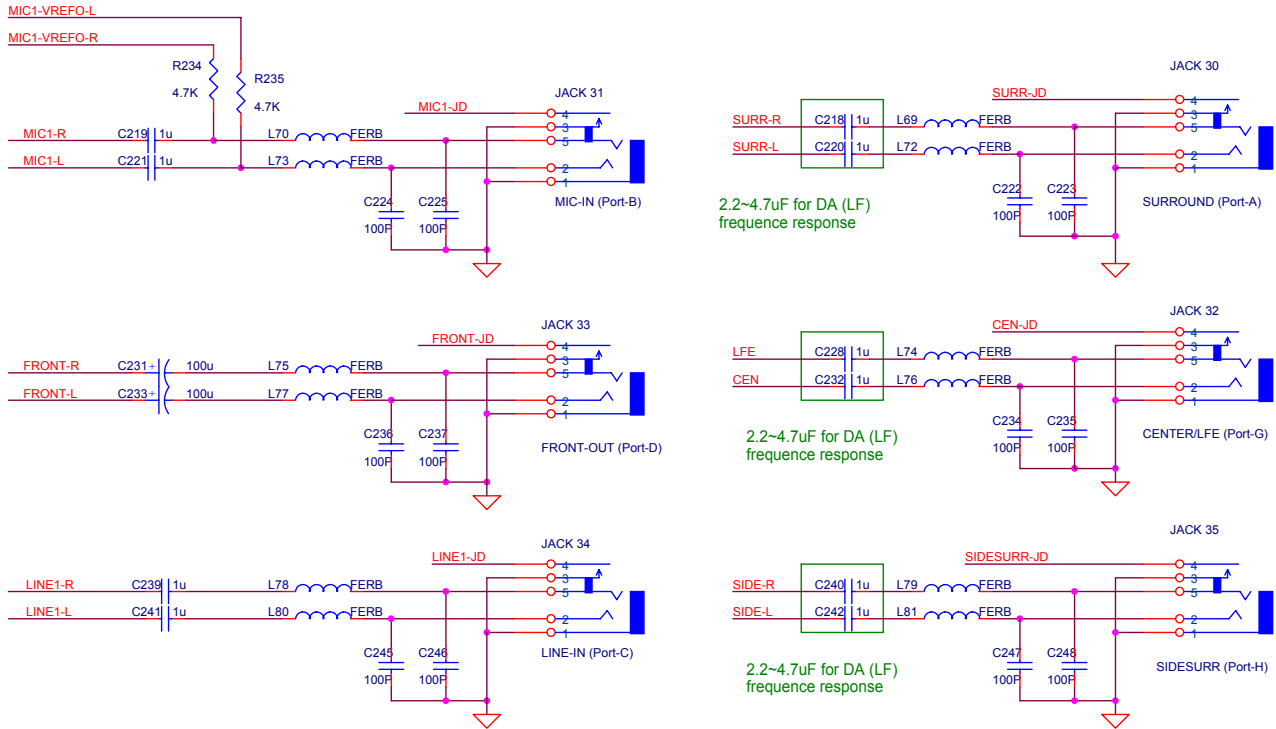 MIC1-VREFO-L
MIC1-VREFO-R
R234
4.7K
R235
4.7K
JACK 31
MIC1-JD
4
3
5
2
1
MIC1-R
C219
1u
L70
FERB
MIC1-L
C221
1u
L73
FERB
C224
100P
C225
100P
MIC-IN (Port-B)
JACK 30
SURR-JD
4
3
5
2
1
SURR-R
C218
1u
L69
FERB
SURR-L
C220
1u
L72
FERB
C222
100P
C223
100P
SURROUND (Port-A)
2.2~4.7uF for DA (LF)
frequence response
JACK 33
FRONT-JD
4
3
5
2
1
FRONT-R
C231
+
100u
L75
FERB
FRONT-L
C233
+
100u
L77
FERB
C236
100P
C237
100P
FRONT-OUT (Port-D)
JACK 32
CEN-JD
4
3
5
2
1
LFE
C228
1u
L74
FERB
CEN
C232
1u
L76
FERB
C234
100P
C235
100P
CENTER/LFE (Port-G)
2.2~4.7uF for DA (LF)
frequence response
JACK 34
LINE1-JD
4
3
5
2
1
LINE1-R
C239
1u
L78
FERB
LINE1-L
C241
1u
L80
FERB
C245
100P
C246
100P
LINE-IN (Port-C)
JACK 35
SIDESURR-JD
4
3
5
2
1
SIDE-R
C240
1u
L79
FERB
SIDE-L
C242
1u
L81
FERB
C247
100P
C248
100P
SIDESURR (Port-H)
2.2~4.7uF for DA (LF)
frequence response